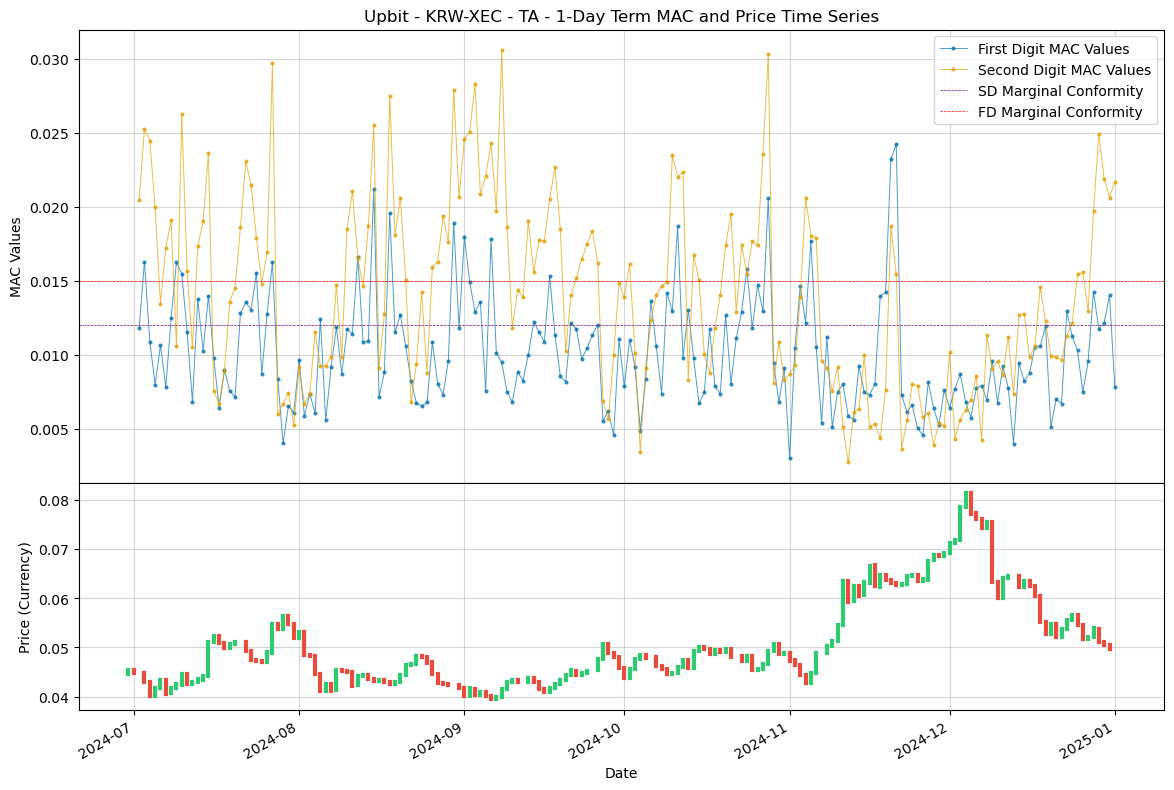 Upbit - KRW-XEC - TA - 1-Day Term MAC and Price Time Series
First Digit MAC Values
Second Digit MAC Values
SD Marginal Conformity
FD Marginal Conformity
MAC Values
0.030
0.025
0.020
0.015
0.010
0.005
Price (Currency)
0.08
0.07
0.06
0.05
0.04
2024-07
2024-08
2024-09
2024-10
2024-11
2024-12
2025-01
Date